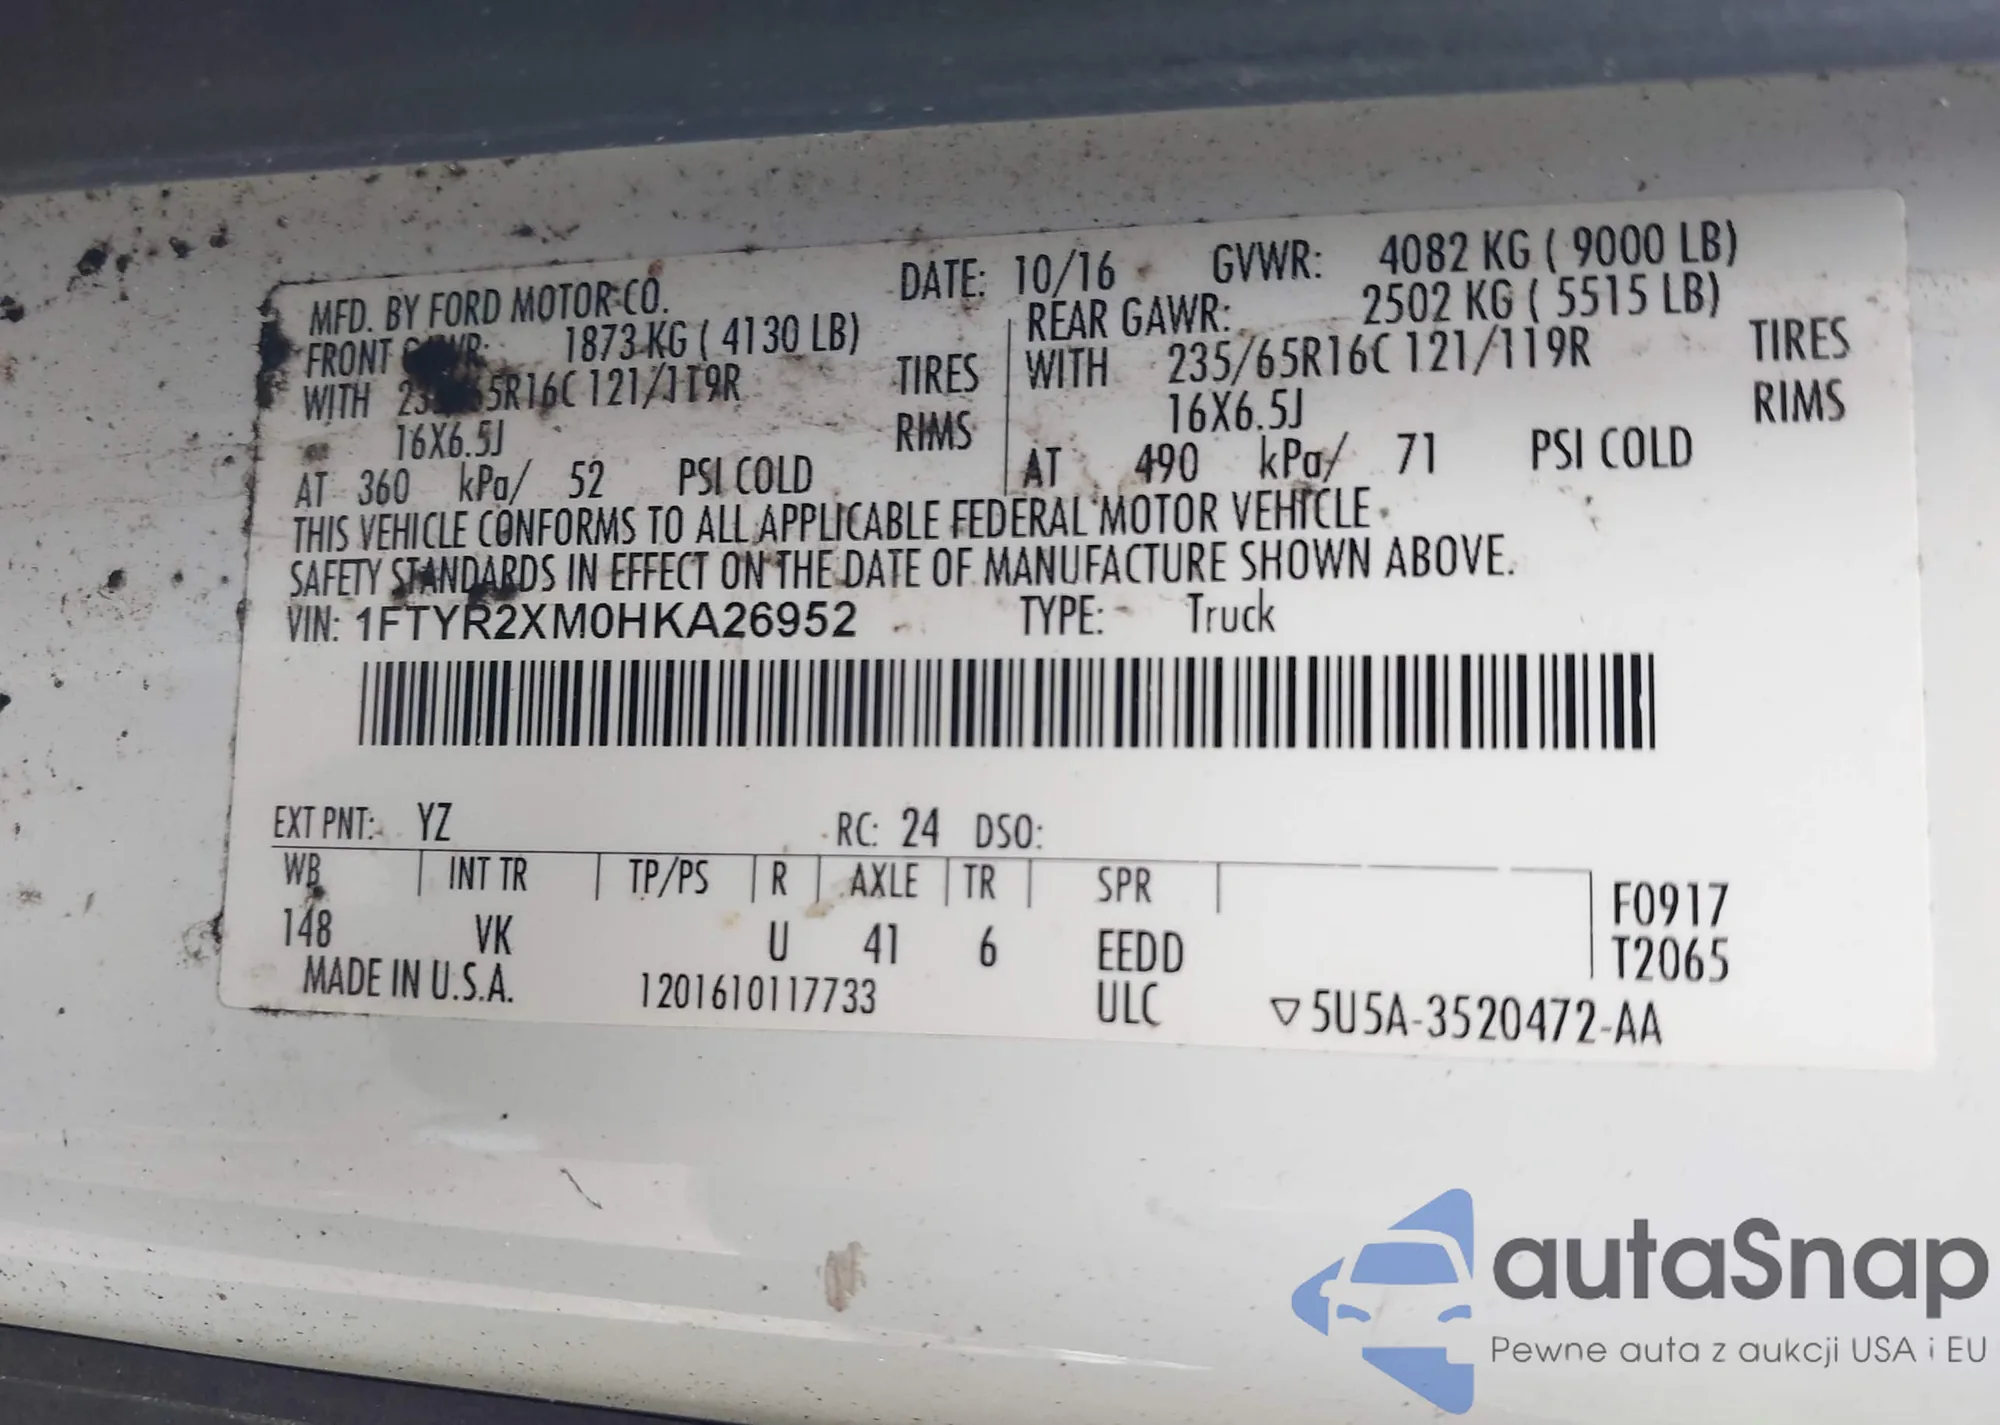 MFD. BY FORD MOTOR CO. DATE: 10/16 GVWR: 4082 KG ( 9000 LB)
FRONT 1873 KG ( 4130 LB) REAR GAWR: 2502 KG ( 5515 LB)
WITH 65R16C 121/119R TIRES WITH 235/65R16C 121/119R TIRES
16X6.5J RIMS 16X6.5J RIMS
AT 360 kPa/ 52 PSI COLD AT 490 kPa/ 71 PSI COLD
THIS VEHICLE CONFORMS TO ALL APPLICABLE FEDERAL MOTOR VEHICLE
SAFETY STANDARDS IN EFFECT ON THE DATE OF MANUFACTURE SHOWN ABOVE.
VIN: 1FTYR2XM0HKA26952 TYPE: Truck
EXT PNT: YZ RC: 24 DSO:
WB INT TR TP/PS R AXLE TR SPR F0917
148 VK U 41 6 EEDD T2065
MADE IN U.S.A. 1201610117733 ULC ▽5U5A-3520472-AA
autaSnap
Pewne auta z aukcji USA i EU